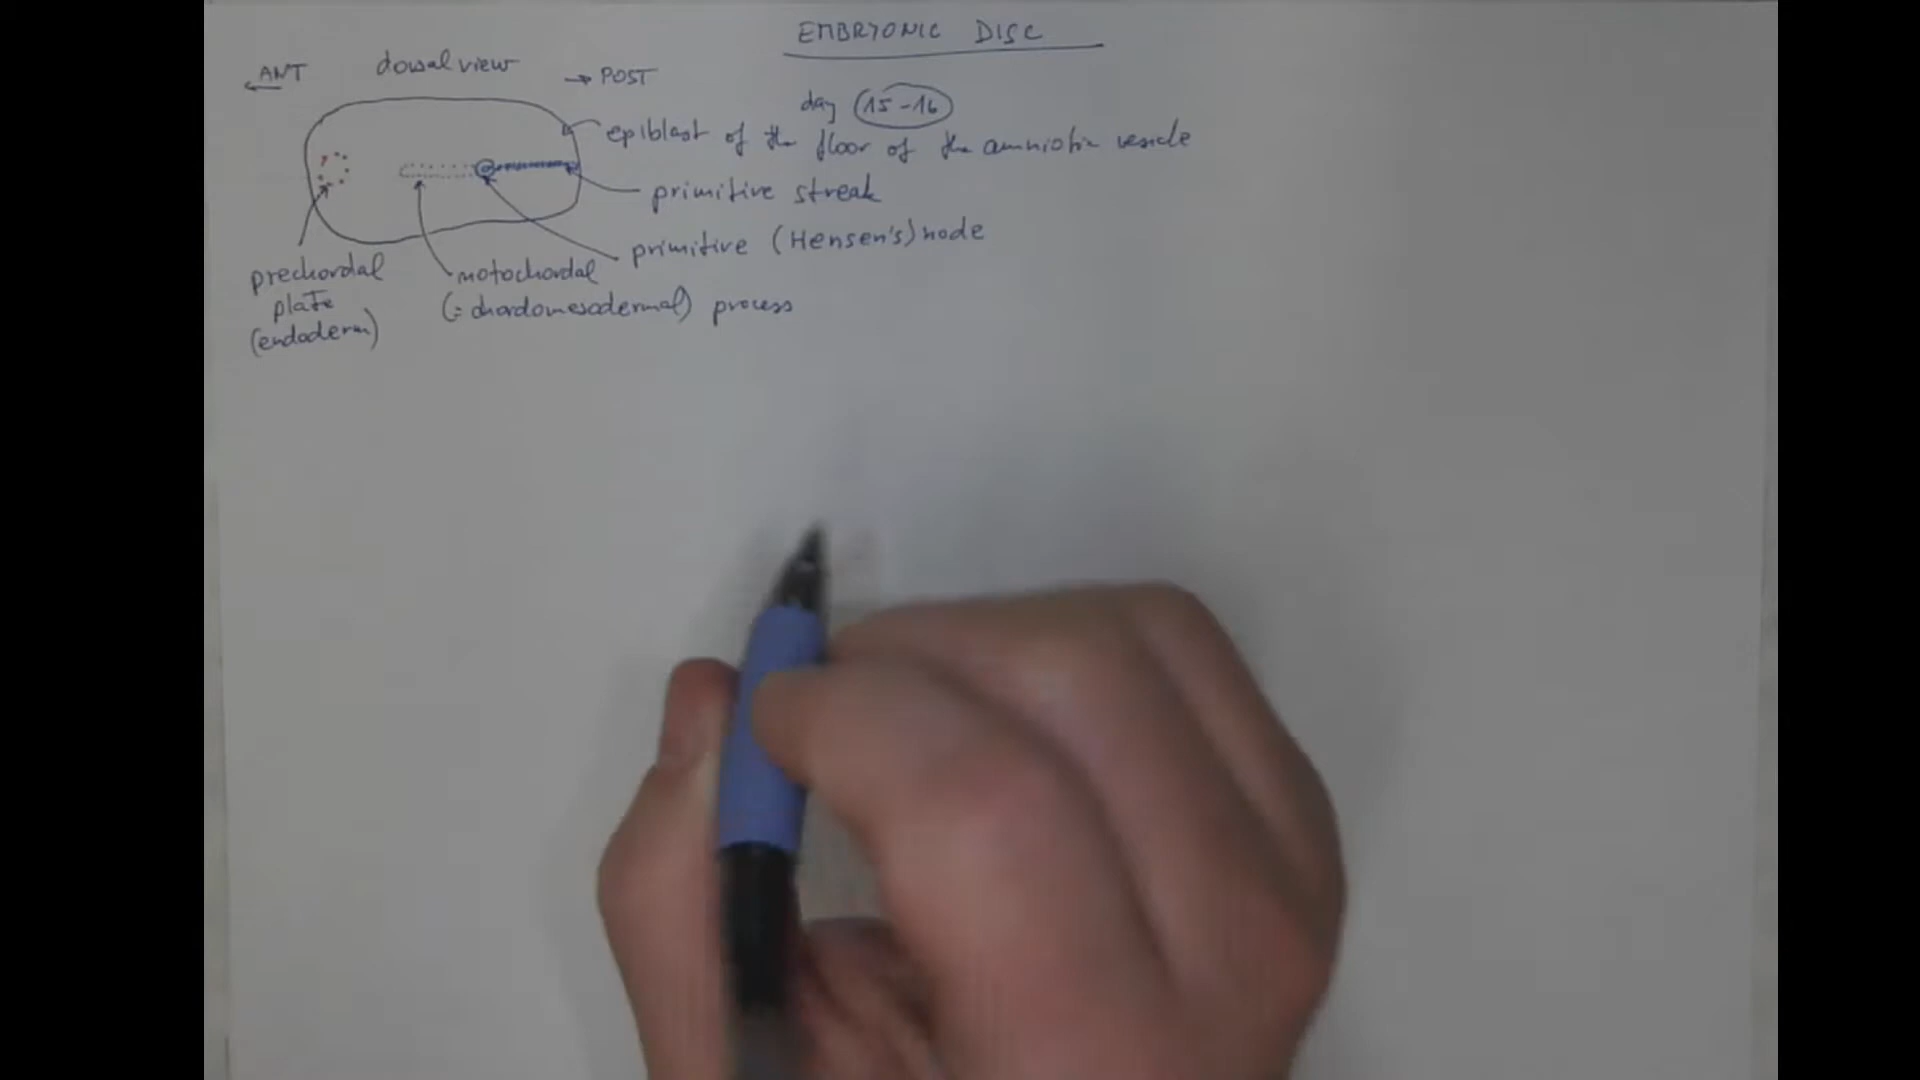 EMBRYONIC DISC
← ANT dorsal view → POST
day 15-16
epiblast of the floor of the amniotic vesicle
primitive streak
primitive (Hensen's) node
prechordal
plate
(endoderm)
notochordal
(= chordomesodermal) process